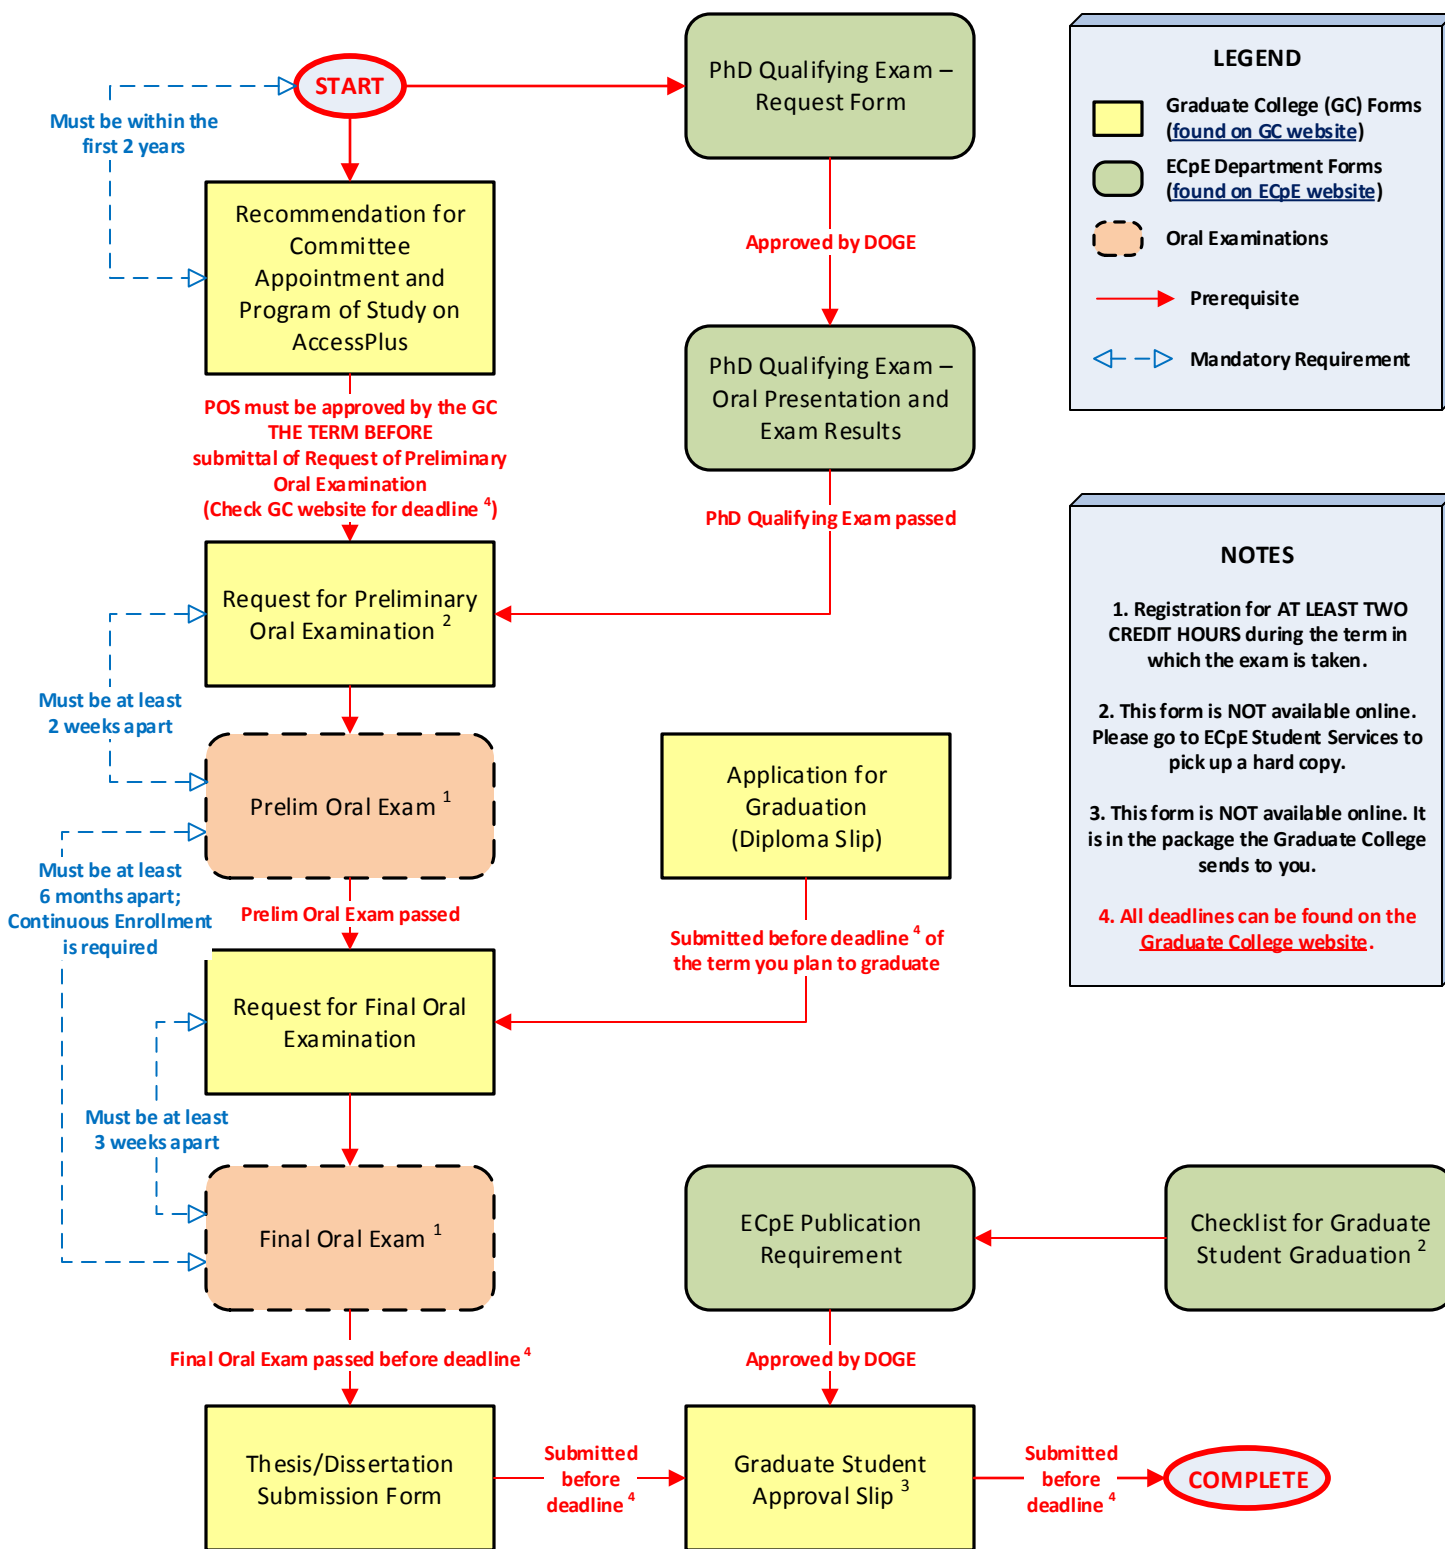 START
PhD Qualifying Exam –
Request Form
Must be within the
first 2 years
Approved by DOGE
Recommendation for
Committee
Appointment and
Program of Study on
AccessPlus
PhD Qualifying Exam –
Oral Presentation and
Exam Results
POS must be approved by the GC
THE TERM BEFORE
submittal of Request of Preliminary
Oral Examination
(Check GC website for deadline 4)
PhD Qualifying Exam passed
Request for Preliminary
Oral Examination 2
Must be at least
2 weeks apart
Prelim Oral Exam 1
Application for
Graduation
(Diploma Slip)
Must be at least
6 months apart;
Continuous Enrollment
is required
Prelim Oral Exam passed
Submitted before deadline 4 of
the term you plan to graduate
Request for Final Oral
Examination
Must be at least
3 weeks apart
Final Oral Exam 1
ECpE Publication
Requirement
Checklist for Graduate
Student Graduation 2
Final Oral Exam passed before deadline 4
Approved by DOGE
Thesis/Dissertation
Submission Form
Submitted
before
deadline 4
Graduate Student
Approval Slip 3
Submitted
before
deadline 4
COMPLETE
LEGEND
Graduate College (GC) Forms
(found on GC website)
ECpE Department Forms
(found on ECpE website)
Oral Examinations
Prerequisite
Mandatory Requirement
NOTES
1. Registration for AT LEAST TWO
CREDIT HOURS during the term in
which the exam is taken.
2. This form is NOT available online.
Please go to ECpE Student Services to
pick up a hard copy.
3. This form is NOT available online. It
is in the package the Graduate College
sends to you.
4. All deadlines can be found on the
Graduate College website.